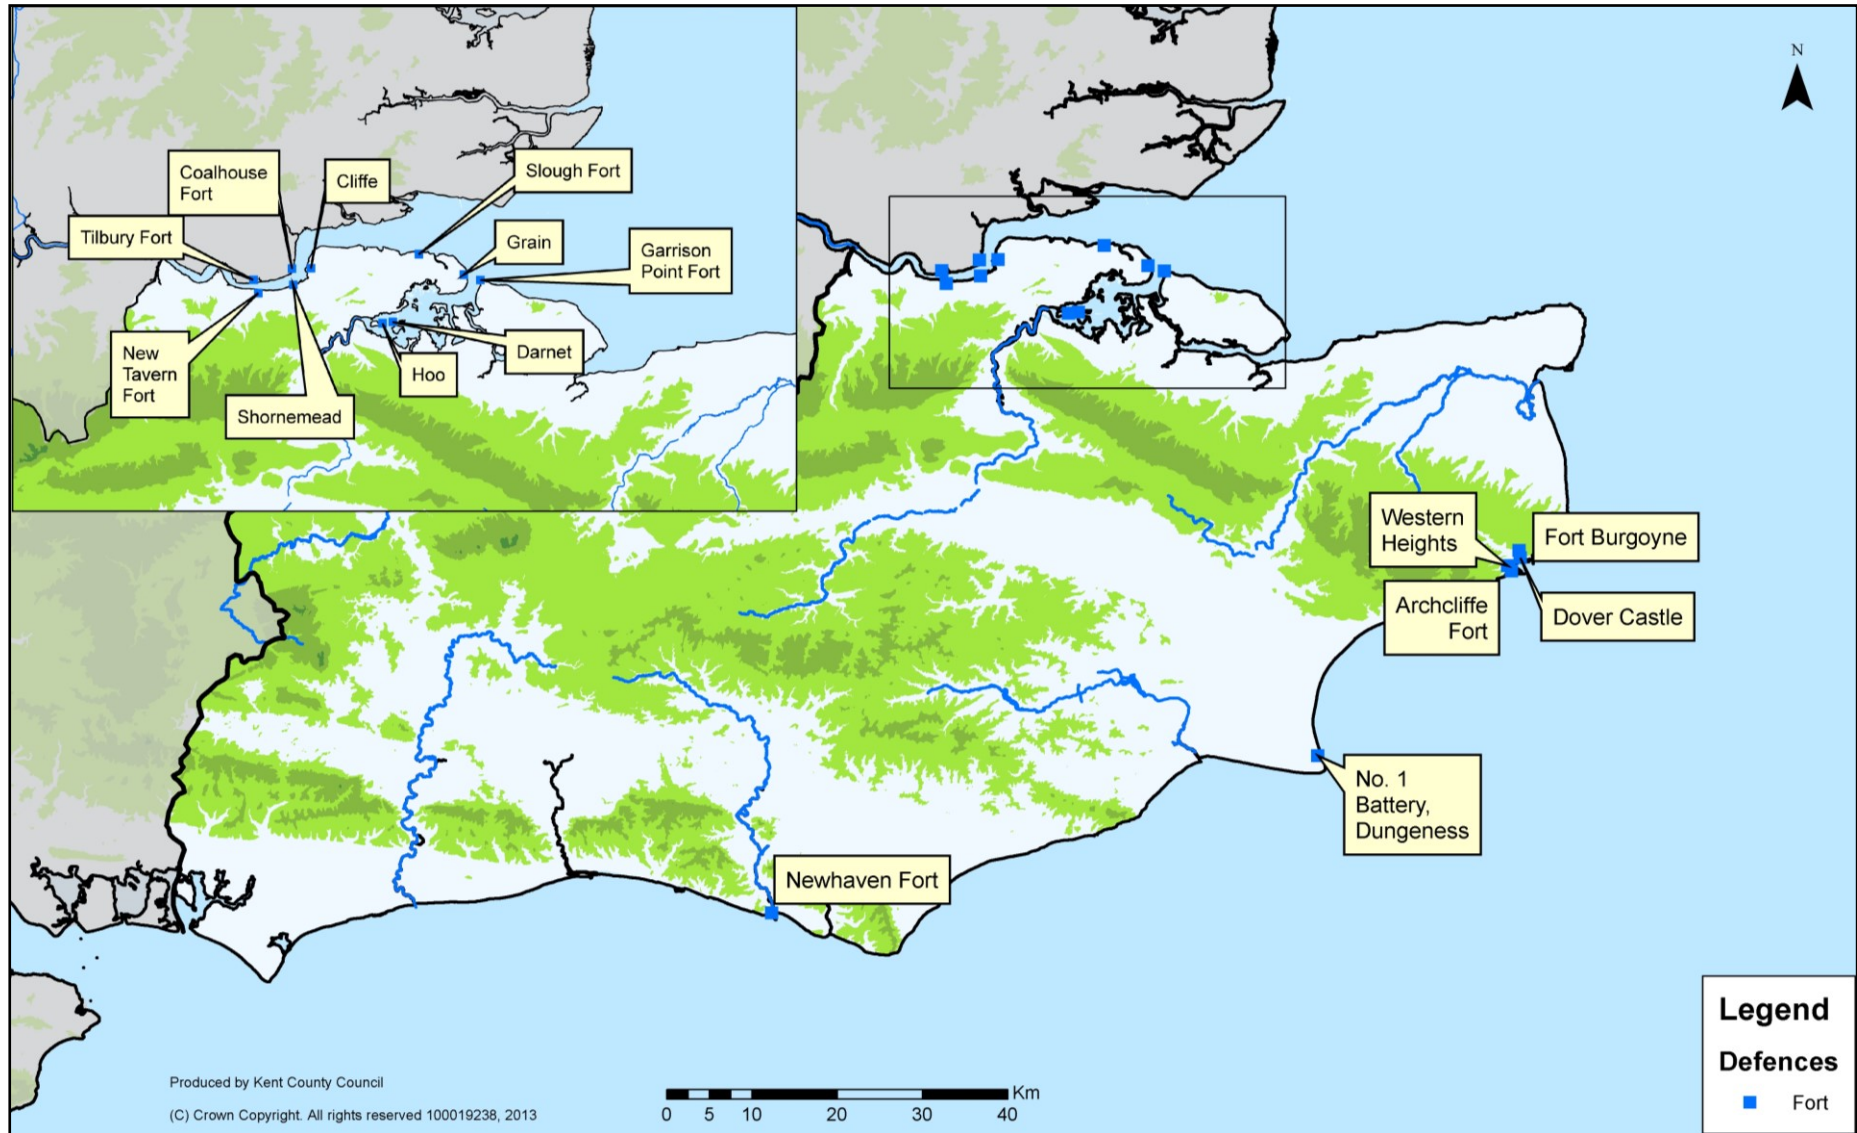 N
Coalhouse
Fort
Cliffe
Slough Fort
Tilbury Fort
Grain
Garrison
Point Fort
New
Tavern
Fort
Shornemead
Hoo
Darnet
Western
Heights
Fort Burgoyne
Archcliffe
Fort
Dover Castle
No. 1
Battery,
Dungeness
Newhaven Fort
Legend
Defences
Fort
Produced by Kent County Council
(C) Crown Copyright. All rights reserved 100019238, 2013
Km
0 5 10 20 30 40